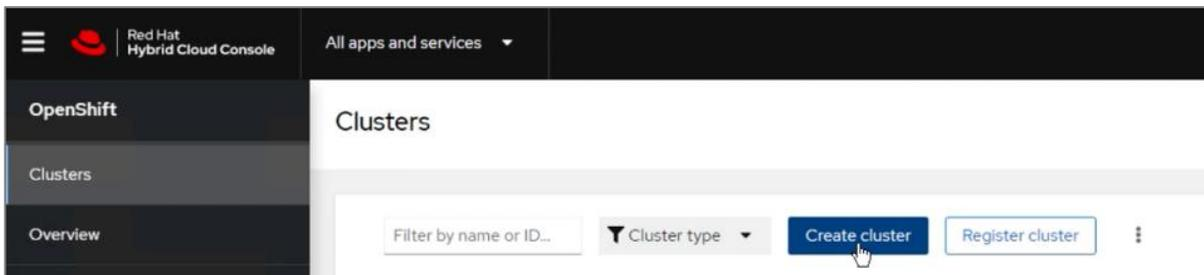 Red Hat
Hybrid Cloud Console
All apps and services
OpenShift
Clusters
Clusters
Overview
Filter by name or ID...
Cluster type
Create cluster
Register cluster